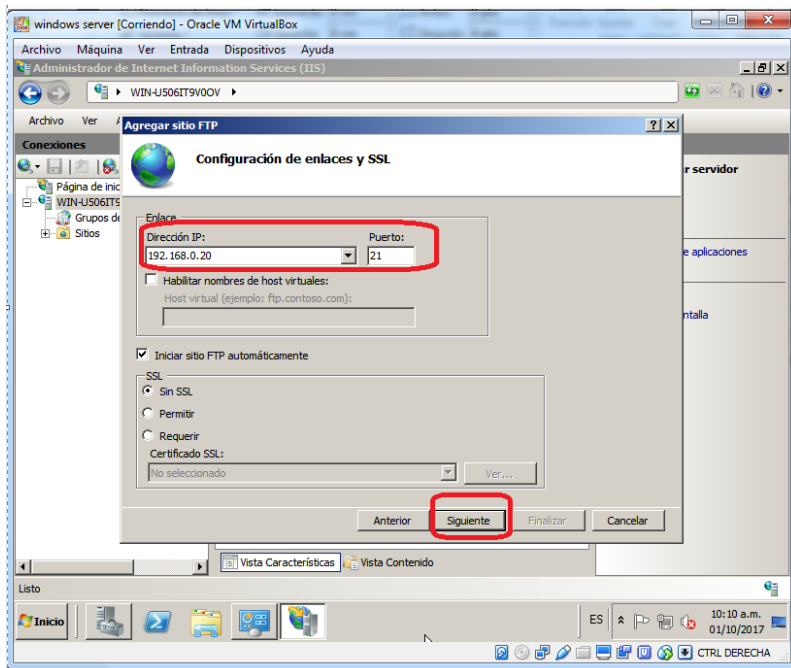 windows server [Corriendo] - Oracle VM VirtualBox
Archivo Máquina Ver Entrada Dispositivos Ayuda
Administrador de Internet Information Services (IIS)
WIN-U506IT9V0OV
Archivo Ver
Agregar sitio FTP
Conexiones
Configuración de enlaces y SSL
r servidor
Página de inic
WIN-U506IT9
Grupos de
Sitios
Enlace
Dirección IP: Puerto:
192.168.0.20 21
e aplicaciones
Habilitar nombres de host virtuales:
Host virtual (ejemplo: ftp.contoso.com):
ntalla
Iniciar sitio FTP automáticamente
SSL
Sin SSL
Permitir
Requerir
Certificado SSL:
No seleccionado Ver...
Anterior Siguiente Finalizar Cancelar
Vista Características Vista Contenido
Listo
Inicio ES 10:10 a.m.
01/10/2017
CTRL DERECHA